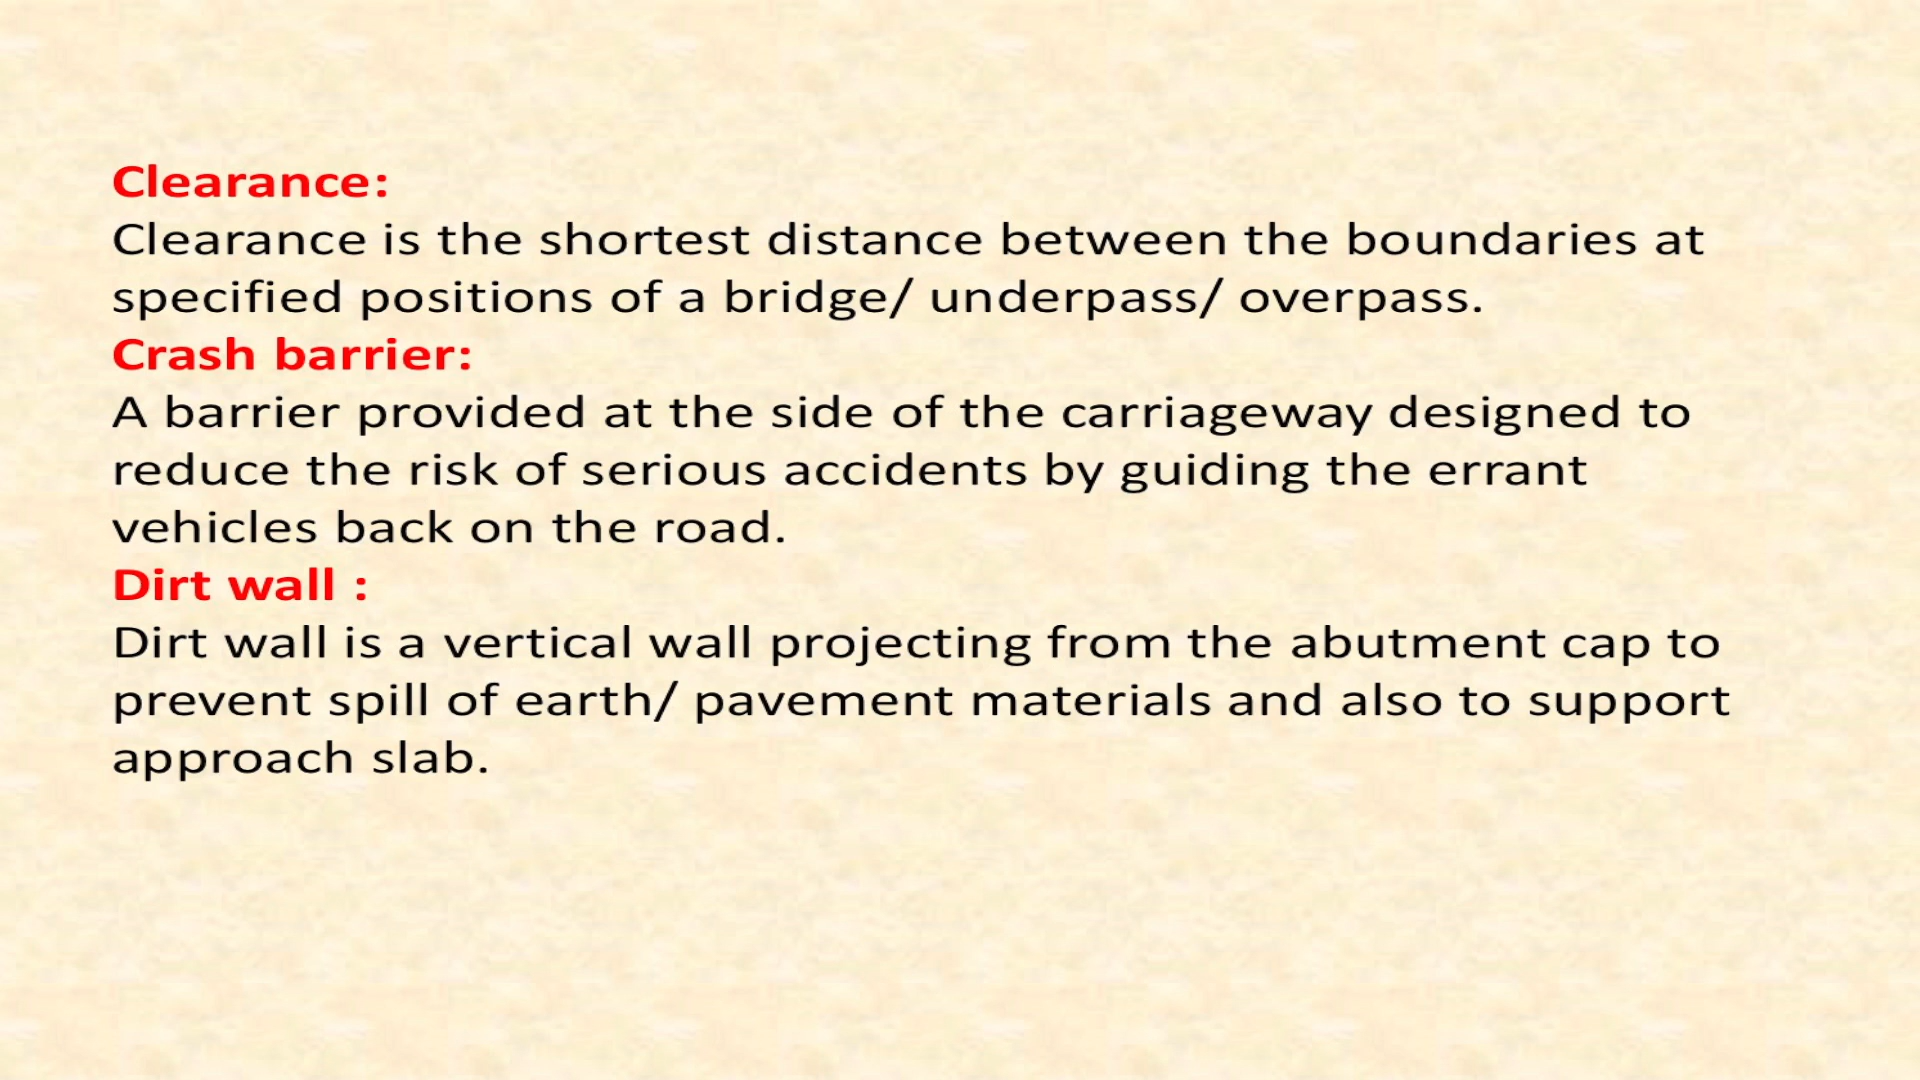 Clearance:
Clearance is the shortest distance between the boundaries at
specified positions of a bridge/ underpass/ overpass.
Crash barrier:
A barrier provided at the side of the carriageway designed to
reduce the risk of serious accidents by guiding the errant
vehicles back on the road.
Dirt wall :
Dirt wall is a vertical wall projecting from the abutment cap to
prevent spill of earth/ pavement materials and also to support
approach slab.